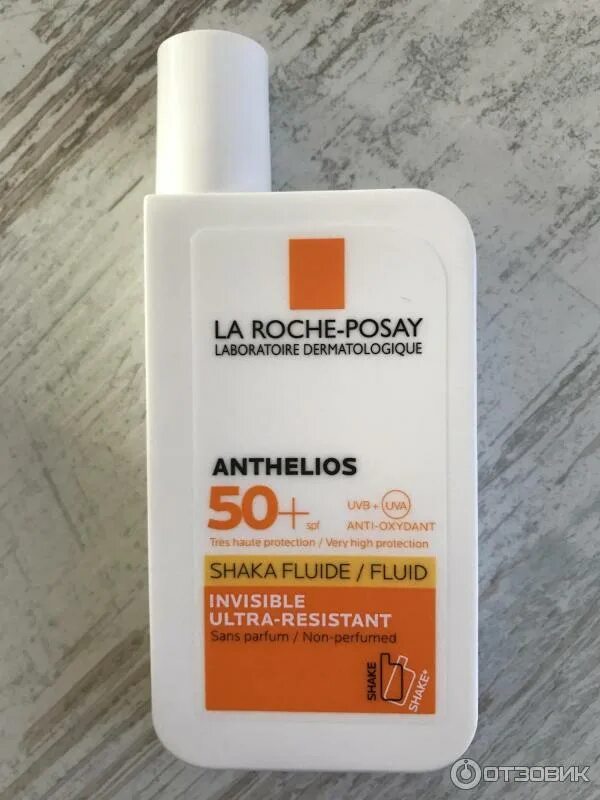 LA ROCHE-POSAY
LABORATOIRE DERMATOLOGIQUE
ANTHELIOS
50+ spf
UVB + UVA
ANTI-OXYDANT
Tres haute protection / Very high protection
SHAKA FLUIDE / FLUID
INVISIBLE
ULTRA-RESISTANT
Sans parfum / Non-perfumed
SHAKE
SHAKE*
ОТЗОВИК